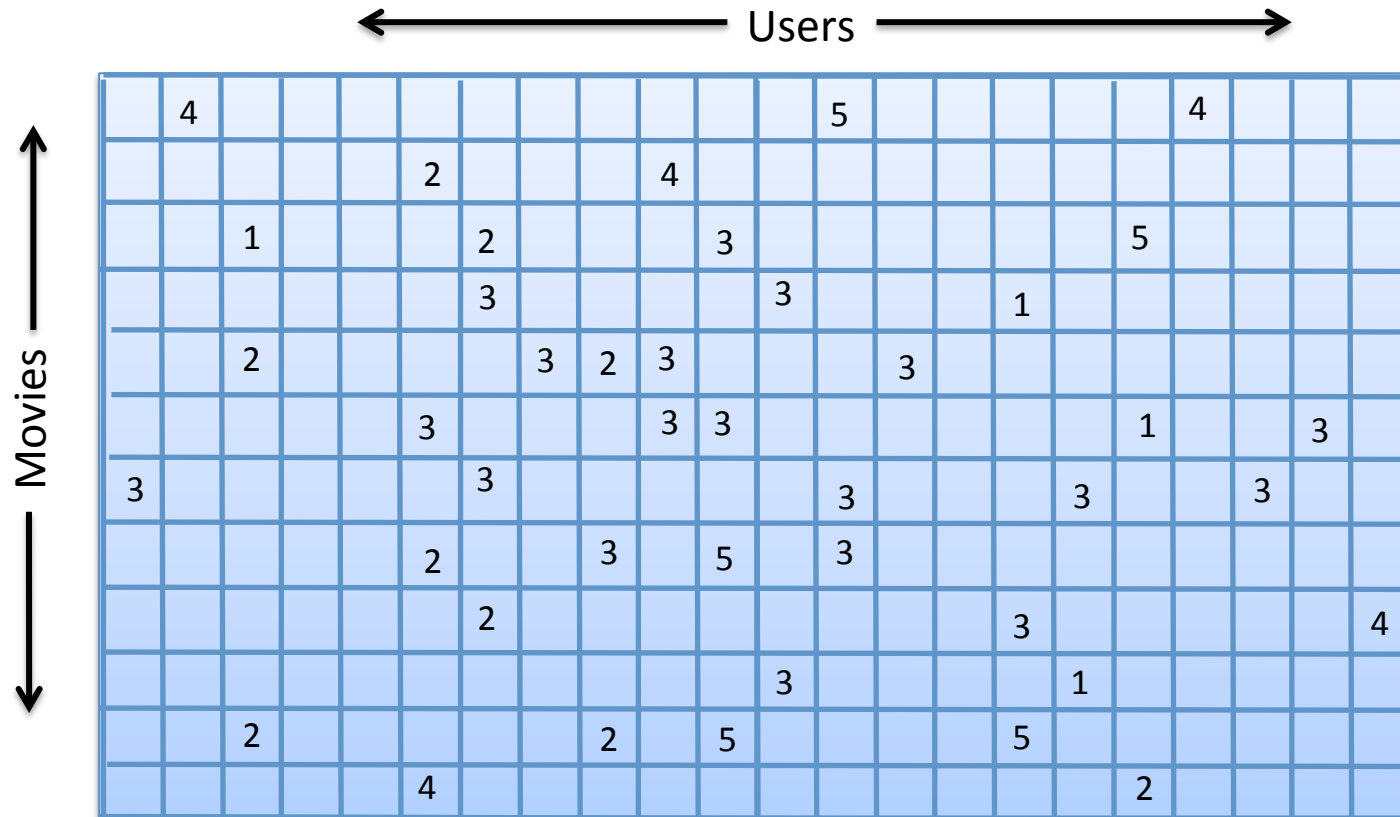 Users
Movies
4 5 4
2 4
1 2 3 5
3 3 1
2 3 2 3 3
3 3 3 1 3
3 3 3 3 3
2 3 5 3
2 3 4
3 1
2 2 5 5
4 2